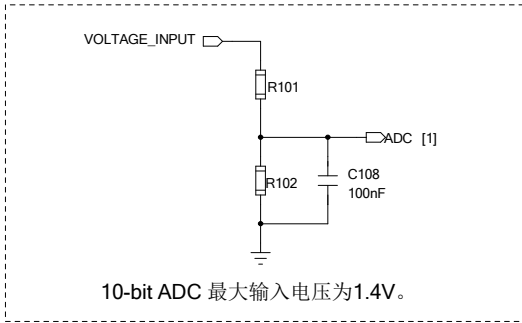 VOLTAGE_INPUT
R101
ADC [1]
R102
C108
100nF
10-bit ADC 最大输入电压为1.4V。